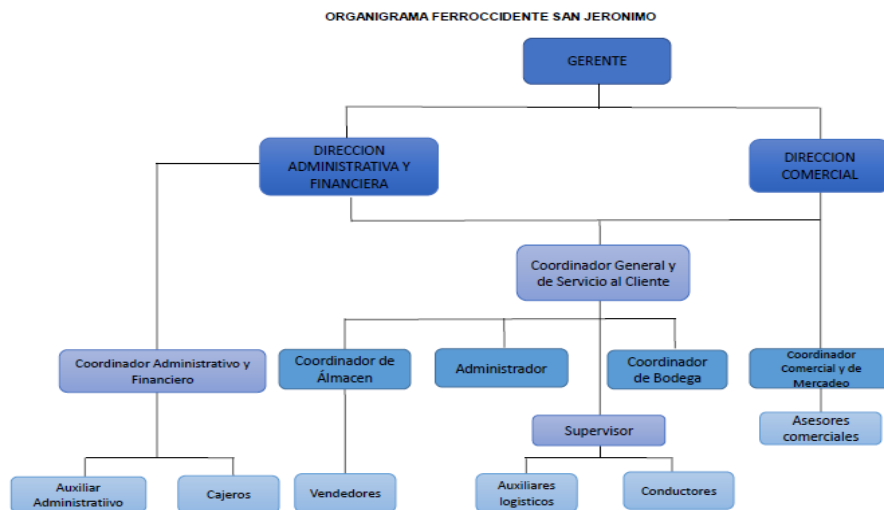 ORGANIGRAMA FERROCCIDENTE SAN JERONIMO
GERENTE
DIRECCION
ADMINISTRATIVA Y
FINANCIERA
DIRECCION
COMERCIAL
Coordinador General y
de Servicio al Cliente
Coordinador Administrativo y
Financiero
Coordinador de
Álmacen
Administrador
Coordinador
de Bodega
Coordinador
Comercial y de
Mercadeo
Asesores
comerciales
Supervisor
Auxiliar
Administratiivo
Cajeros
Vendedores
Auxiliares
logisticos
Conductores